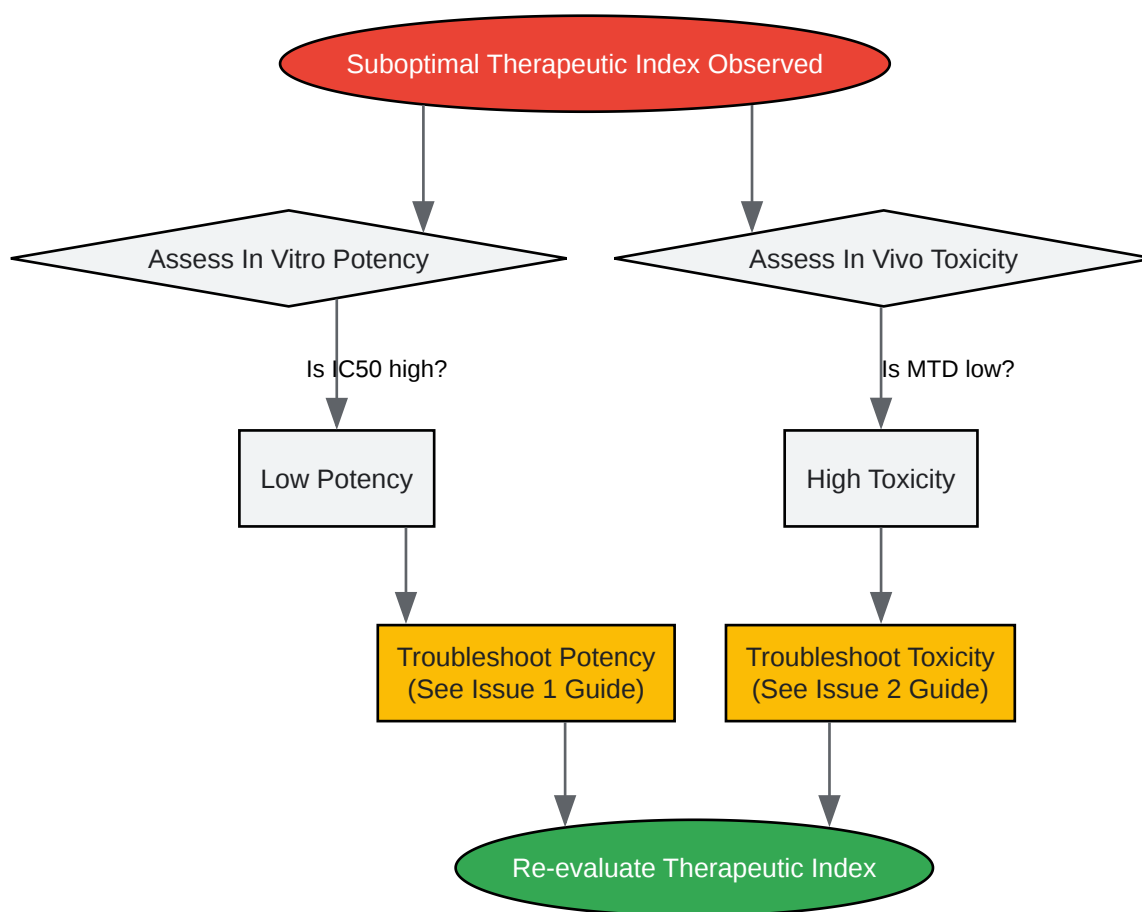 Suboptimal Therapeutic Index Observed
Assess In Vitro Potency
Assess In Vivo Toxicity
Is IC50 high?
Is MTD low?
Low Potency
High Toxicity
Troubleshoot Potency
(See Issue 1 Guide)
Troubleshoot Toxicity
(See Issue 2 Guide)
Re-evaluate Therapeutic Index